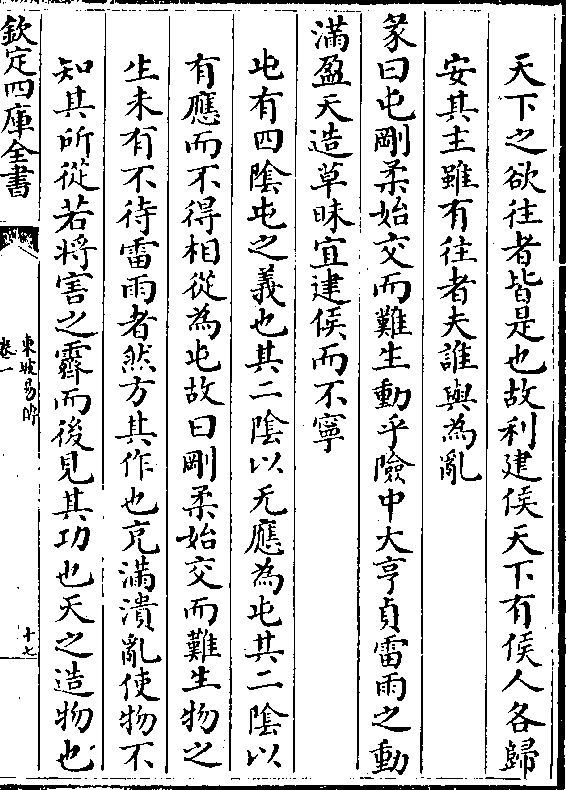 天下之欲往者皆是也故利建侯天下有侯人各歸
安其主雖有往者夫誰與為亂
彖曰屯剛柔始交而難生動乎險中大亨貞雷雨之動
滿盈天造草昧宜建侯而不寧
屯有四陰屯之義也其二陰以无應為屯其二陰以
有應而不得相從為屯故曰剛柔始交而難生物之
生未有不待雷雨者然方其作也充滿潰亂使物不
知其所從若將害之霽而後見其功也天之造物也
欽定四庫全書
東坡易傳
卷一
十七